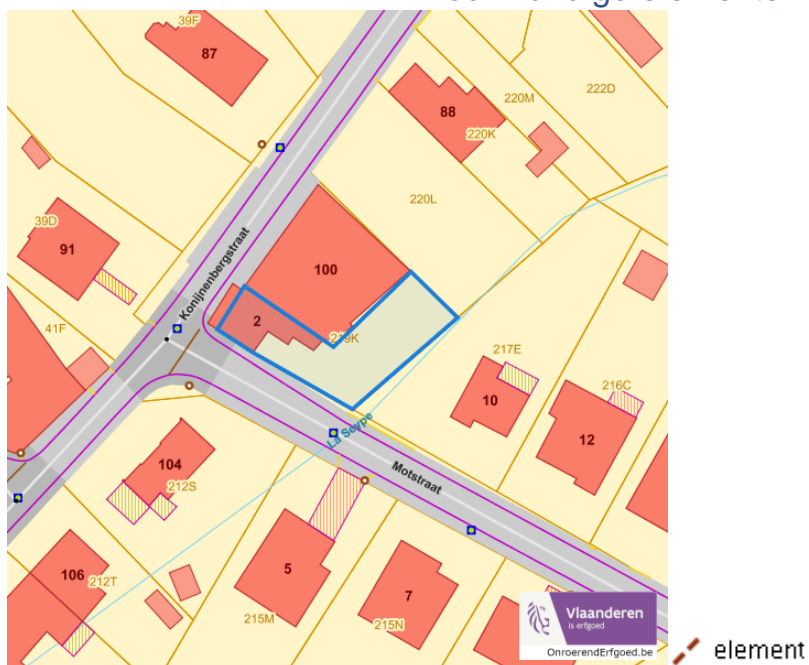 39F
87
222D
220M
88
220K
220L
39D
91
Konijnenbergstraat
100
2
219K
41F
217E
216C
10
12
La Seype
Motstraat
104
212S
106
212T
5
7
215M
215N
Vlaanderen
is erfgoed
OnroerendErfgoed.be
element